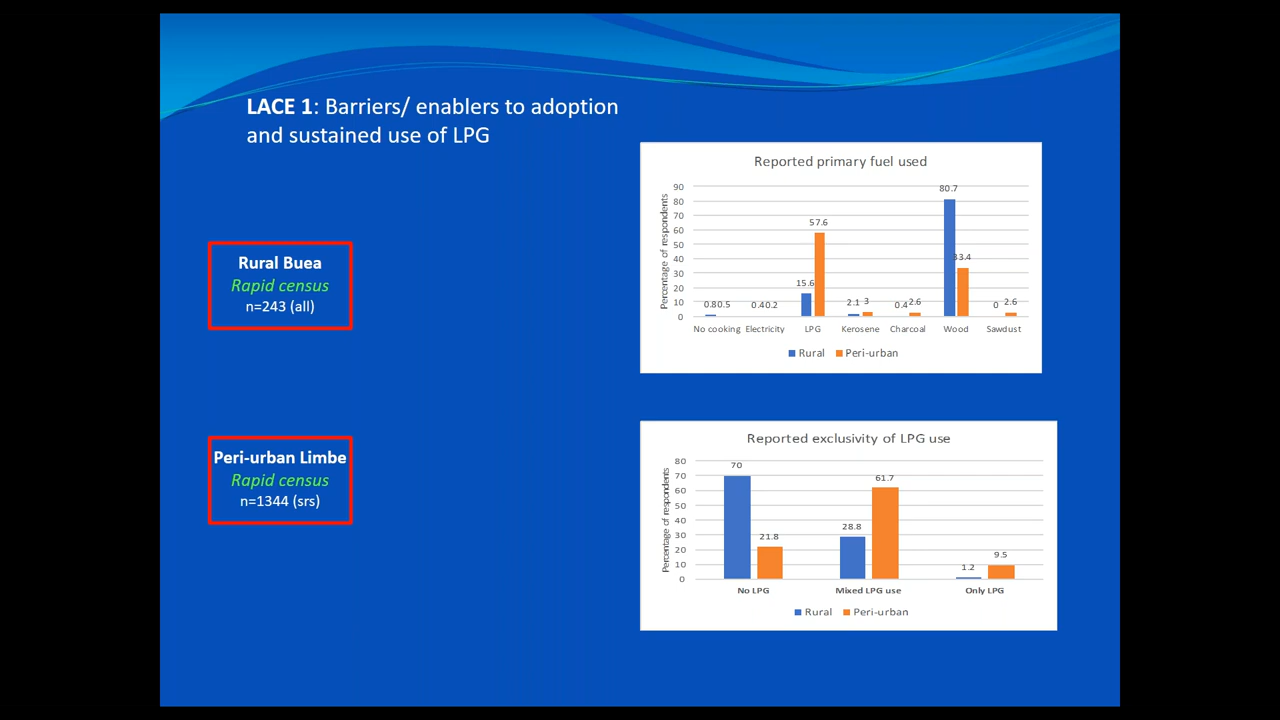 LACE 1: Barriers/ enablers to adoption
and sustained use of LPG
Rural Buea
Rapid census
n=243 (all)
Peri-urban Limbe
Rapid census
n=1344 (srs)
Reported primary fuel used
Percentage of respondents
90
80
70
60
50
40
30
20
10
0
0.8 0.5
0.4 0.2
15.6 57.6
2.1 3
0.4 2.6
80.7 33.4
0 2.6
No cooking Electricity LPG Kerosene Charcoal Wood Sawdust
Rural Peri-urban
Reported exclusivity of LPG use
Percentage of respondents
80
70
60
50
40
30
20
10
0
70 21.8
28.8 61.7
1.2 9.5
No LPG Mixed LPG use Only LPG
Rural Peri-urban